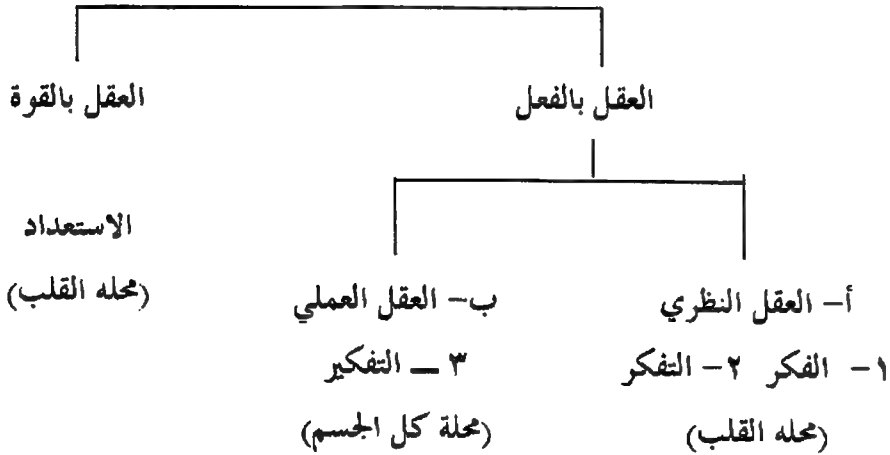 العقل بالفعل
العقل بالقوة
الاستعداد
(محله القلب)
أ– العقل النظري
١ – الفكر ٢ – التفكر
(محله القلب)
ب– العقل العملي
٣ — التفكير
(محلة كل الجسم)